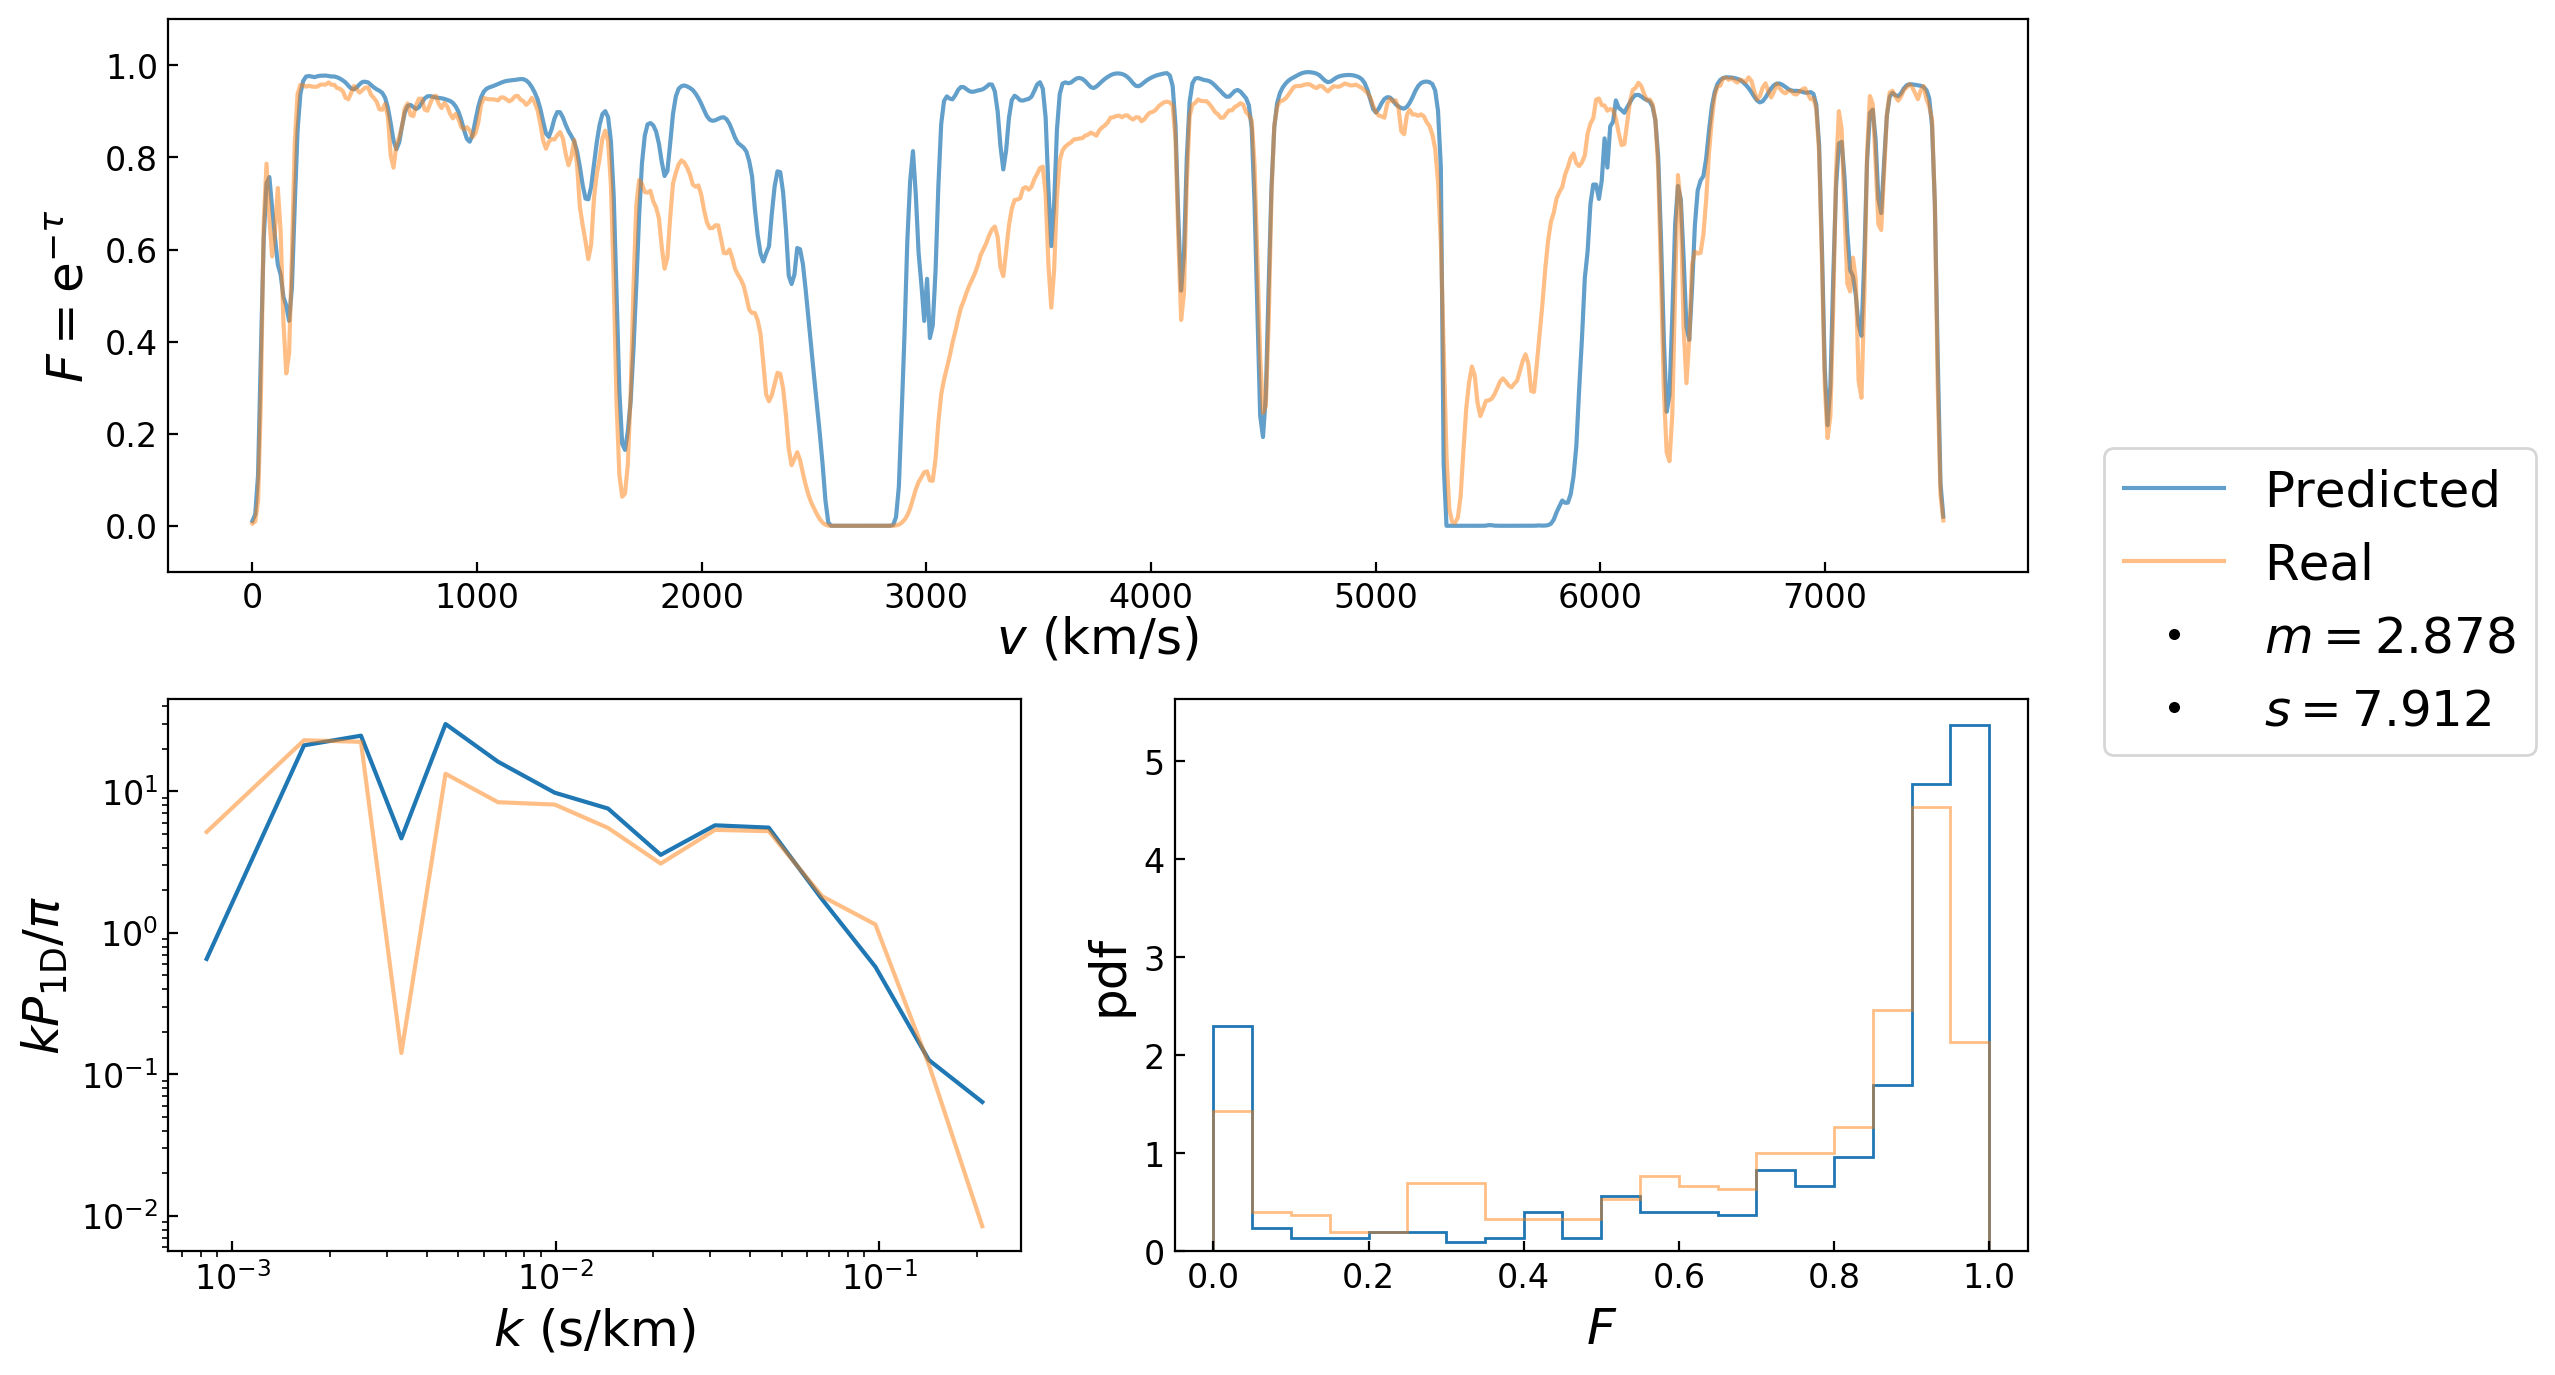 1.0
0.8
0.6
0.4
0.2
0.0
F = e^{-τ}
0 1000 2000 3000 4000 5000 6000 7000
v (km/s)
Predicted
Real
m = 2.878
s = 7.912
10^1
10^0
10^{-1}
10^{-2}
kP_{1D}/π
10^{-3} 10^{-2} 10^{-1}
k (s/km)
5
4
3
2
1
0
pdf
0.0 0.2 0.4 0.6 0.8 1.0
F